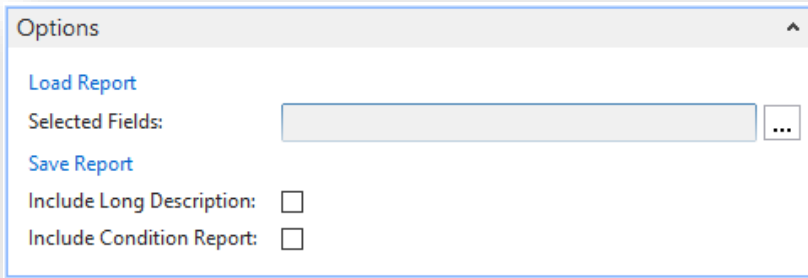 Options
Load Report
Selected Fields:
...
Save Report
Include Long Description:
Include Condition Report: